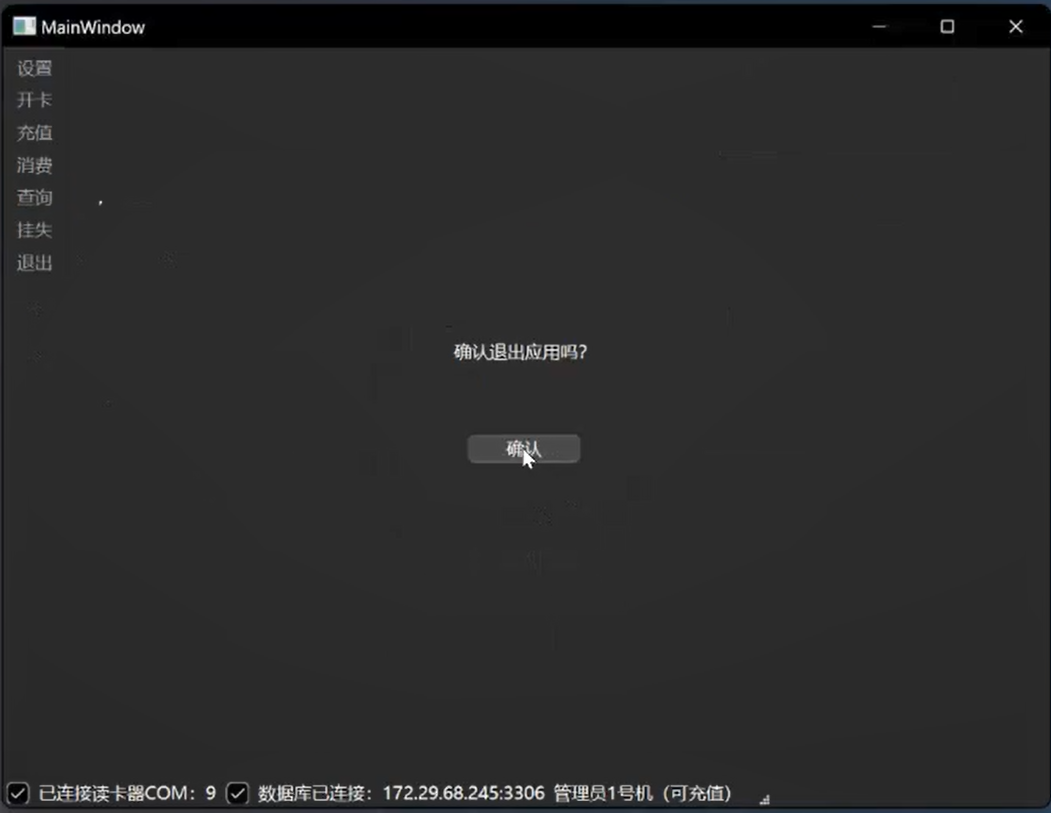 MainWindow
设置
开卡
充值
消费
查询
挂失
退出
确认退出应用吗?
确认
已连接读卡器COM: 9 数据库已连接: 172.29.68.245:3306 管理员1号机 (可充值)